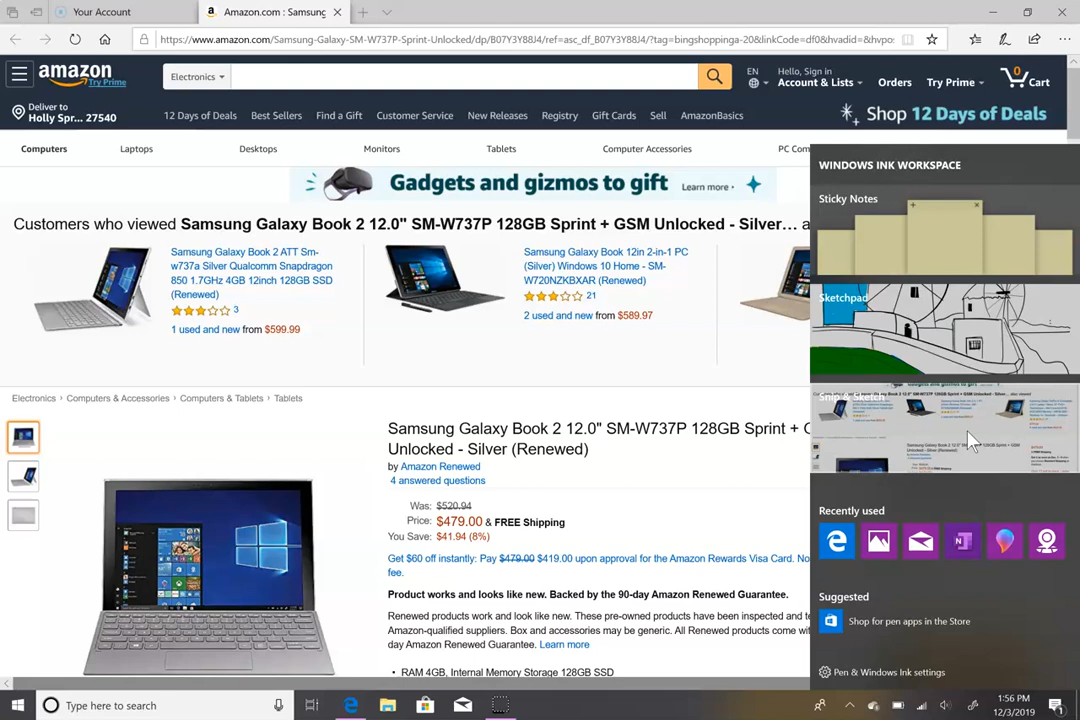 Your Account
a Amazon.com : Samsung
https://www.amazon.com/Samsung-Galaxy-SM-W737P-Sprint-Unlocked/dp/B07Y3Y88J4/ref=asc_df_B07Y3Y88J4/?tag=bingshoppinga-20&linkCode=df0&hvadid=&hvpos
amazon
Try Prime
Electronics
EN
Hello, Sign in
Account & Lists
Orders
Try Prime
0
Cart
Deliver to
Holly Spr... 27540
12 Days of Deals
Best Sellers
Find a Gift
Customer Service
New Releases
Registry
Gift Cards
Sell
AmazonBasics
Shop 12 Days of Deals
Computers
Laptops
Desktops
Monitors
Tablets
Computer Accessories
PC Com
Gadgets and gizmos to gift
Learn more
Customers who viewed Samsung Galaxy Book 2 12.0" SM-W737P 128GB Sprint + GSM Unlocked - Silver… a
Samsung Galaxy Book 2 ATT Sm-
w737a Silver Qualcomm Snapdragon
850 1.7GHz 4GB 12inch 128GB SSD
(Renewed)
3
1 used and new from $599.99
Samsung Galaxy Book 12in 2-in-1 PC
(Silver) Windows 10 Home - SM-
W720NZKBXAR (Renewed)
21
2 used and new from $589.97
Electronics › Computers & Accessories › Computers & Tablets › Tablets
Samsung Galaxy Book 2 12.0" SM-W737P 128GB Sprint + G
Unlocked - Silver (Renewed)
by Amazon Renewed
4 answered questions
Was: $520.94
Price: $479.00 & FREE Shipping
You Save: $41.94 (8%)
Get $60 off instantly: Pay $479.00 $419.00 upon approval for the Amazon Rewards Visa Card. No
fee.
Product works and looks like new. Backed by the 90-day Amazon Renewed Guarantee.
Renewed products work and look like new. These pre-owned products have been inspected and te
Amazon-qualified suppliers. Box and accessories may be generic. All Renewed products come wit
day Amazon Renewed Guarantee. Learn more
• RAM 4GB, Internal Memory Storage 128GB SSD
WINDOWS INK WORKSPACE
Sticky Notes
Sketchpad
Snip & Sketch
Recently used
Suggested
Shop for pen apps in the Store
Pen & Windows Ink settings
Type here to search
1:56 PM
12/3/2019
1